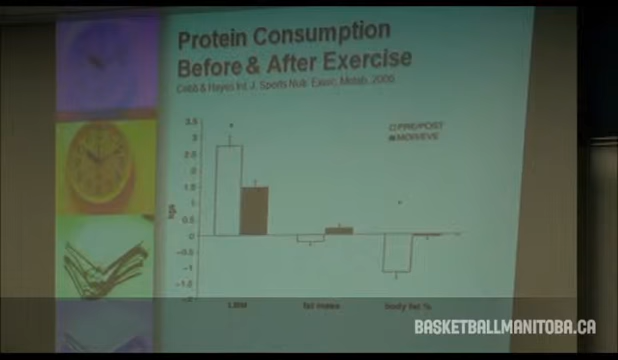 Protein Consumption
Before & After Exercise
Cribb & Hayes Int J. Sports Nutr. Exerc. Metab. 2006
3.5
3
2.5
2
1.5
1
0.5
0
-0.5
-1
-1.5
-2
kgs
PRE/POST
MOR/EVE
LBM
fat mass
body fat %
BASKETBALLMANITOBA.CA